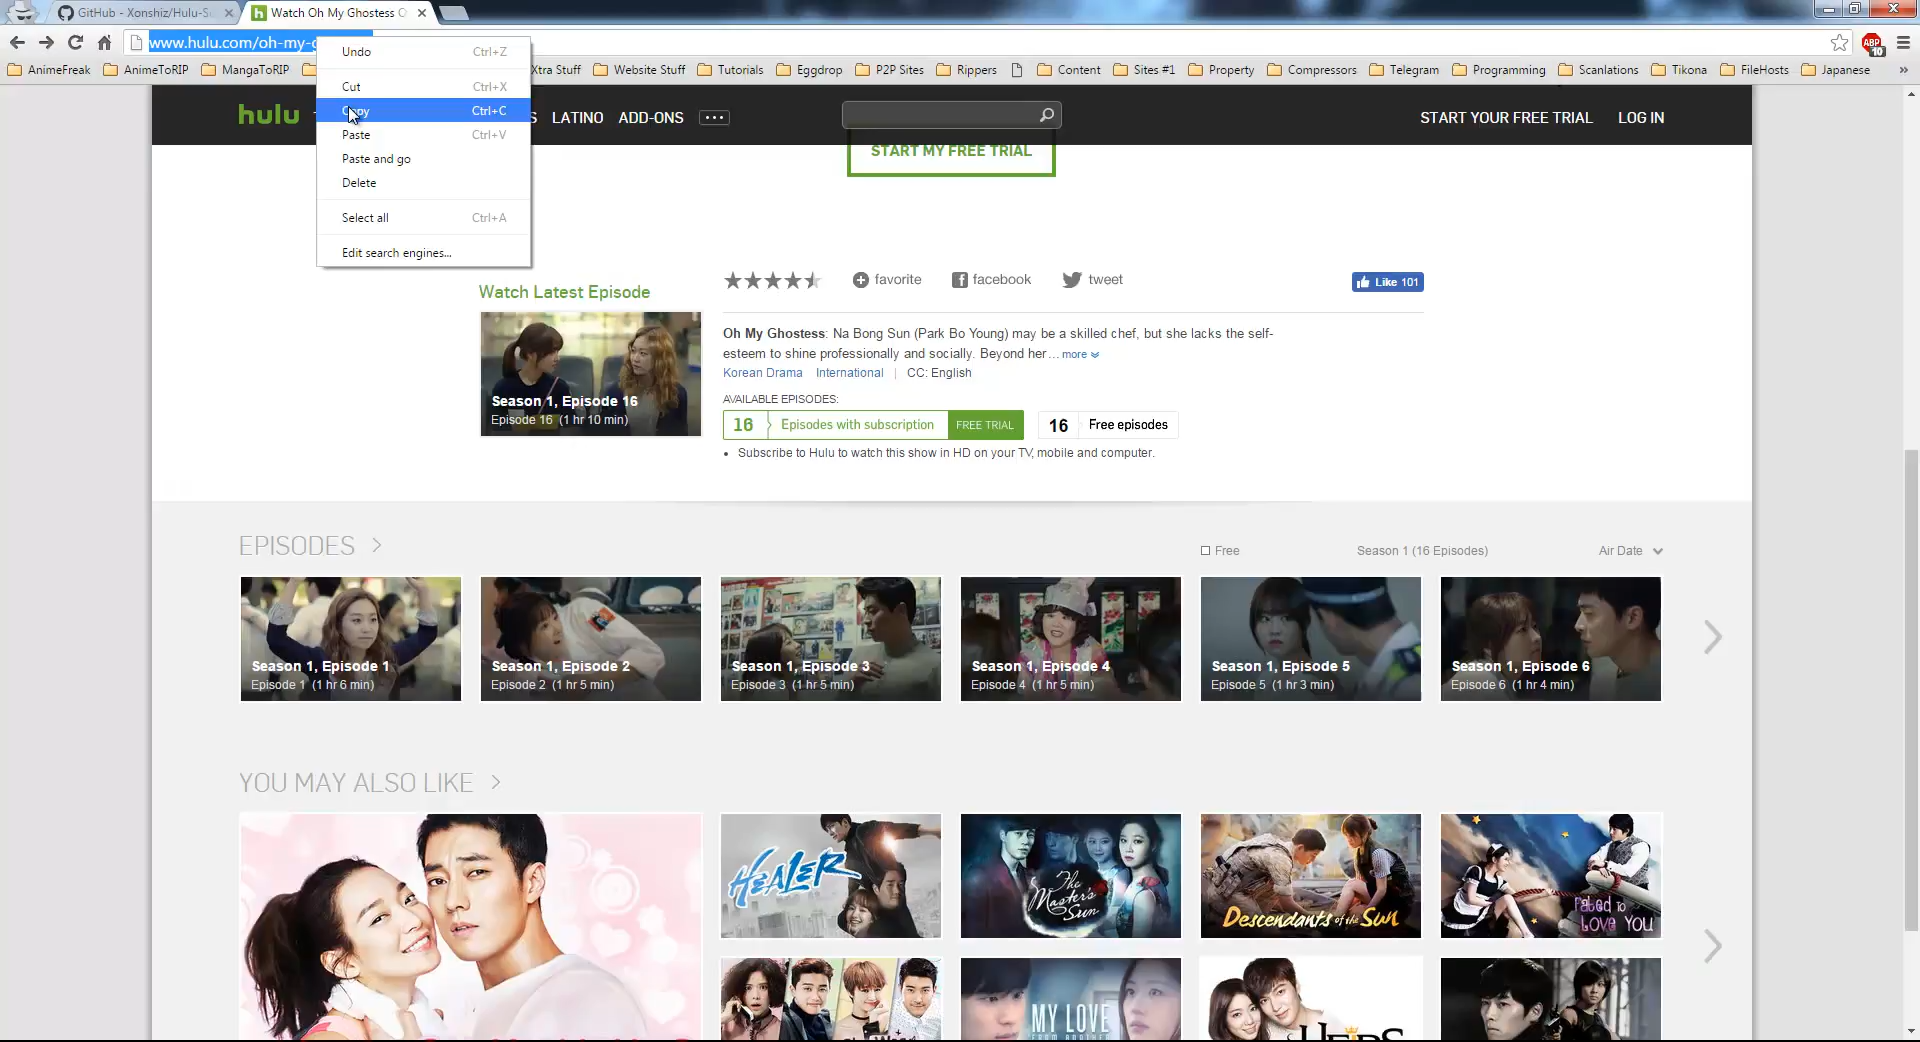 GitHub - Xonshiz/Hulu-S
Watch Oh My Ghostess O
www.hulu.com/oh-my-
ABP
10
AnimeFreak
AnimeToRIP
MangaToRIP
Xtra Stuff
Website Stuff
Tutorials
Eggdrop
P2P Sites
Rippers
Content
Sites #1
Property
Compressors
Telegram
Programming
Scanlations
Tikona
FileHosts
Japanese
»
Undo Ctrl+Z
Cut Ctrl+X
Copy Ctrl+C
Paste Ctrl+V
Paste and go
Delete
Select all Ctrl+A
Edit search engines...
hulu
LATINO
ADD-ONS
START YOUR FREE TRIAL
LOG IN
START MY FREE TRIAL
Watch Latest Episode
Season 1, Episode 16
Episode 16 (1 hr 10 min)
favorite
facebook
tweet
Like 101
Oh My Ghostess: Na Bong Sun (Park Bo Young) may be a skilled chef, but she lacks the self-
esteem to shine professionally and socially. Beyond her... more
Korean Drama International | CC: English
AVAILABLE EPISODES:
16 Episodes with subscription FREE TRIAL
16 Free episodes
• Subscribe to Hulu to watch this show in HD on your TV, mobile and computer.
EPISODES
Free
Season 1 (16 Episodes)
Air Date
Season 1, Episode 1
Episode 1 (1 hr 6 min)
Season 1, Episode 2
Episode 2 (1 hr 5 min)
Season 1, Episode 3
Episode 3 (1 hr 5 min)
Season 1, Episode 4
Episode 4 (1 hr 5 min)
Season 1, Episode 5
Episode 5 (1 hr 3 min)
Season 1, Episode 6
Episode 6 (1 hr 4 min)
YOU MAY ALSO LIKE
HEALER
The Master's Sun
Descendants of the Sun
Fated To
LOVE YOU
MY LOVE